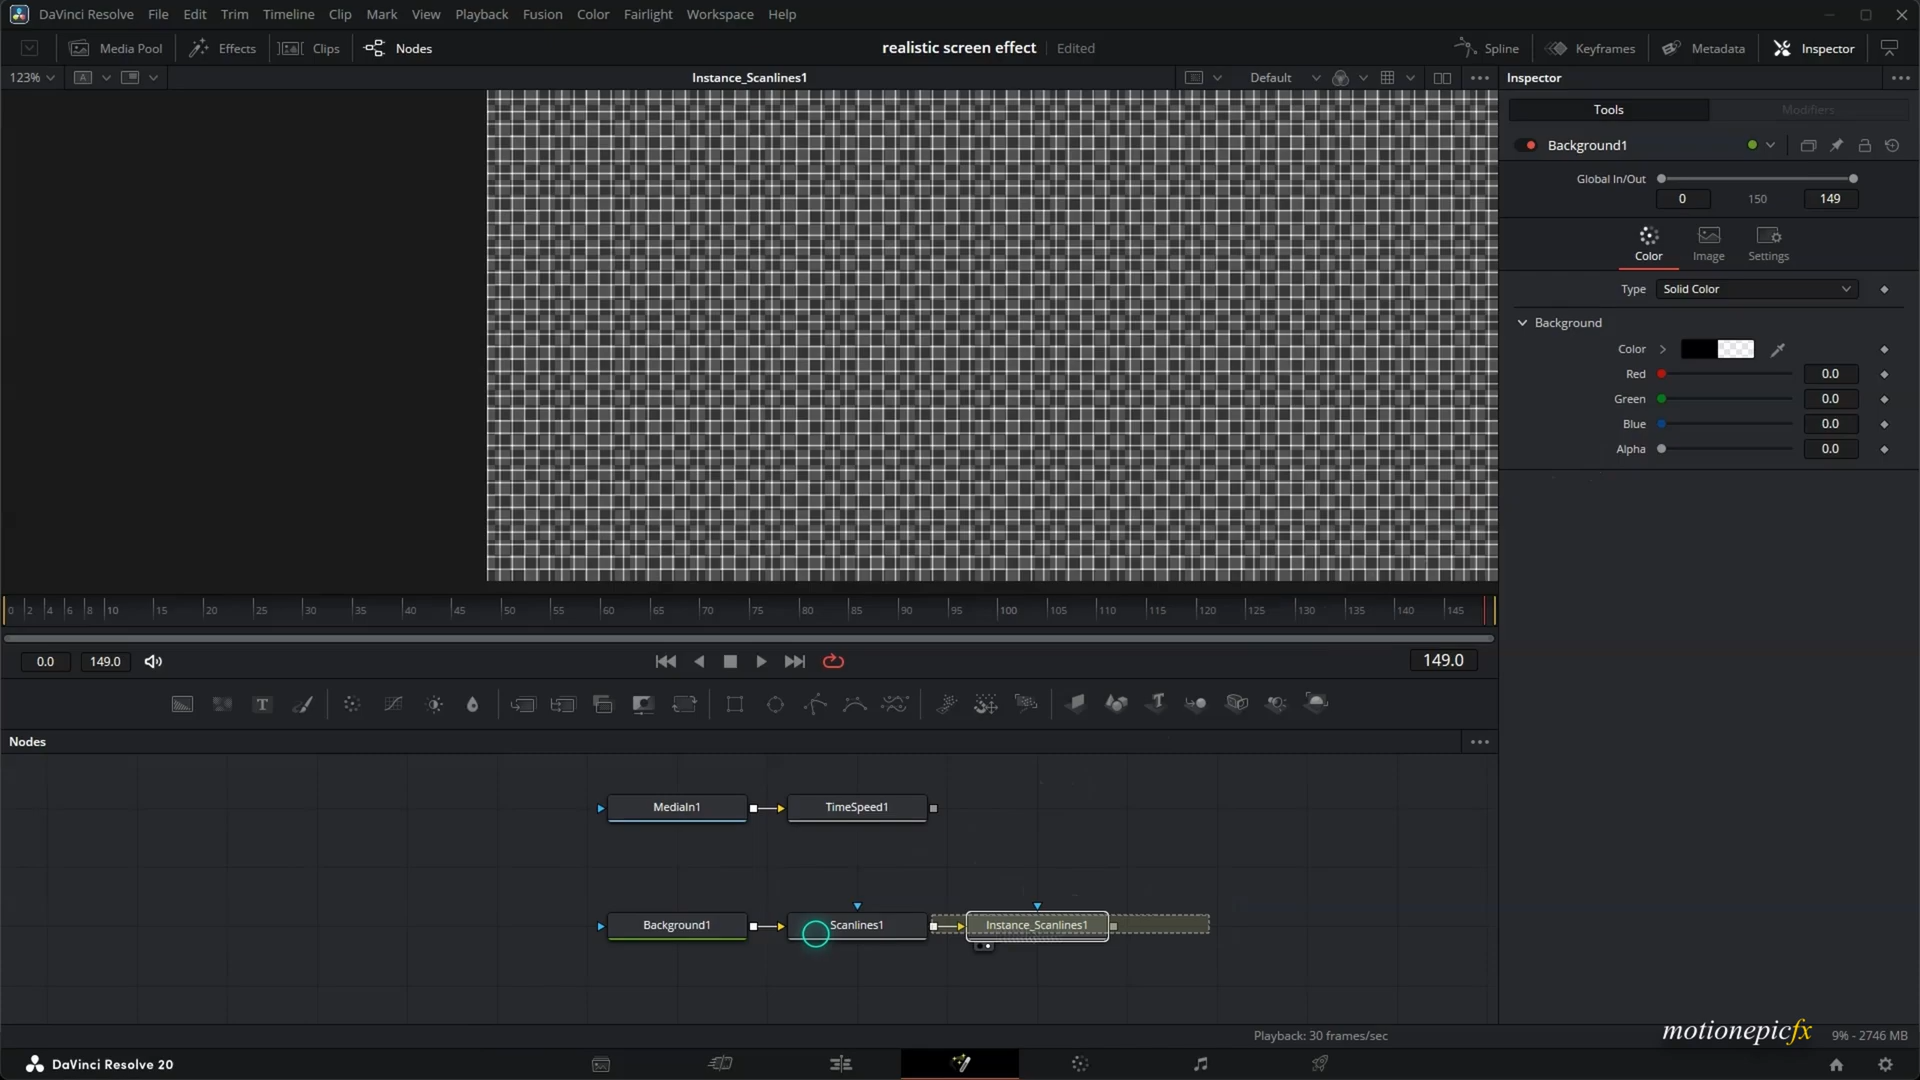 DaVinci Resolve File Edit Trim Timeline Clip Mark View Playback Fusion Color Fairlight Workspace Help
Media Pool Effects Clips Nodes realistic screen effect Edited Spline Keyframes Metadata Inspector
123% A Instance_Scanlines1 Default Inspector
Tools Modifiers
Background1
Global In/Out
0 150 149
Color Image Settings
Type Solid Color
Background
Color
Red 0.0
Green 0.0
Blue 0.0
Alpha 0.0
0 2 4 6 8 10 15 20 25 30 35 40 45 50 55 60 65 70 75 80 85 90 95 100 105 110 115 120 125 130 135 140 145
0.0 149.0 149.0
T T
Nodes
MediaIn1 TimeSpeed1
Background1 Scanlines1 Instance_Scanlines1
Playback: 30 frames/sec motionepicfx 9% - 2746 MB
DaVinci Resolve 20